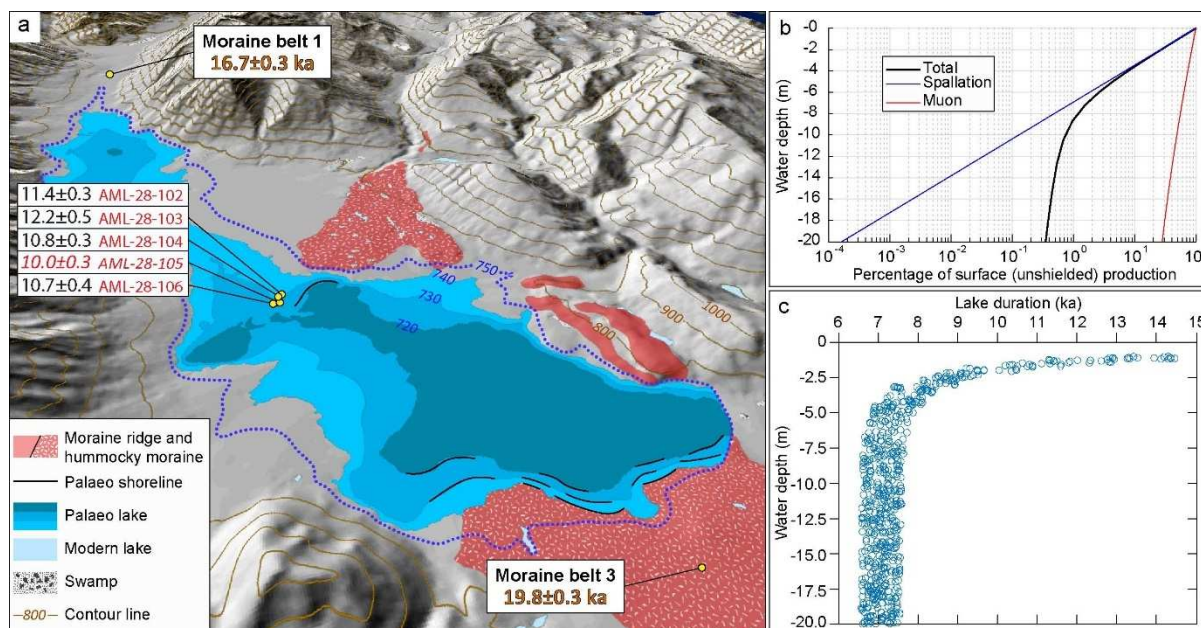 a
Moraine belt 1
16.7±0.3 ka
11.4±0.3 AML-28-102
12.2±0.5 AML-28-103
10.8±0.3 AML-28-104
10.0±0.3 AML-28-105
10.7±0.4 AML-28-106
750
740
730
720
1000
900
800
Moraine ridge and
hummocky moraine
Palaeo shoreline
Palaeo lake
Modern lake
Swamp
–800– Contour line
Moraine belt 3
19.8±0.3 ka
b
-0
-4
-8
-12
-16
-20
Water depth (m)
Total
Spallation
Muon
10⁻⁴ 10⁻³ 10⁻² 10⁻¹ 10⁰ 10¹ 10²
Percentage of surface (unshielded) production
c
Lake duration (ka)
6 7 8 9 10 11 12 13 14 15
0
-2.5
-5.0
-7.5
-10.0
-12.5
-15.0
-17.5
-20.0
Water depth (m)